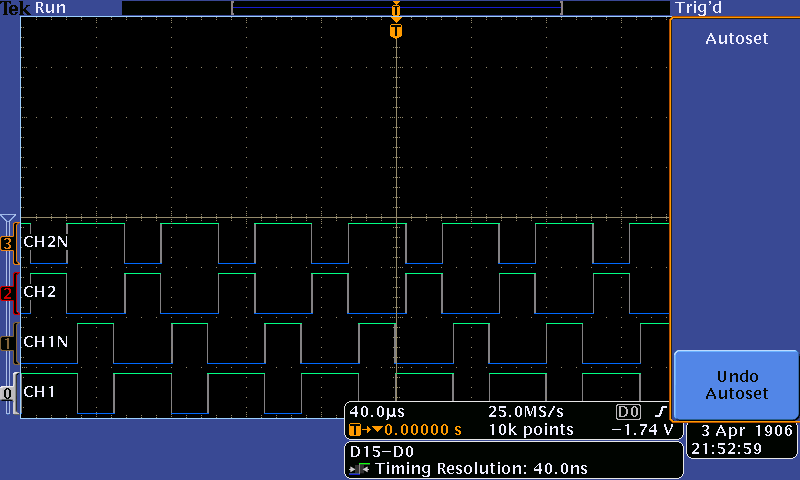 Tek Run Trig'd
T
T
Autoset
3 CH2N
2 CH2
1 CH1N
0 CH1
Undo
Autoset
40.0µs 25.0MS/s D0
T→▼0.00000 s 10k points −1.74 V
3 Apr 1906
21:52:59
D15−D0
Timing Resolution: 40.0ns